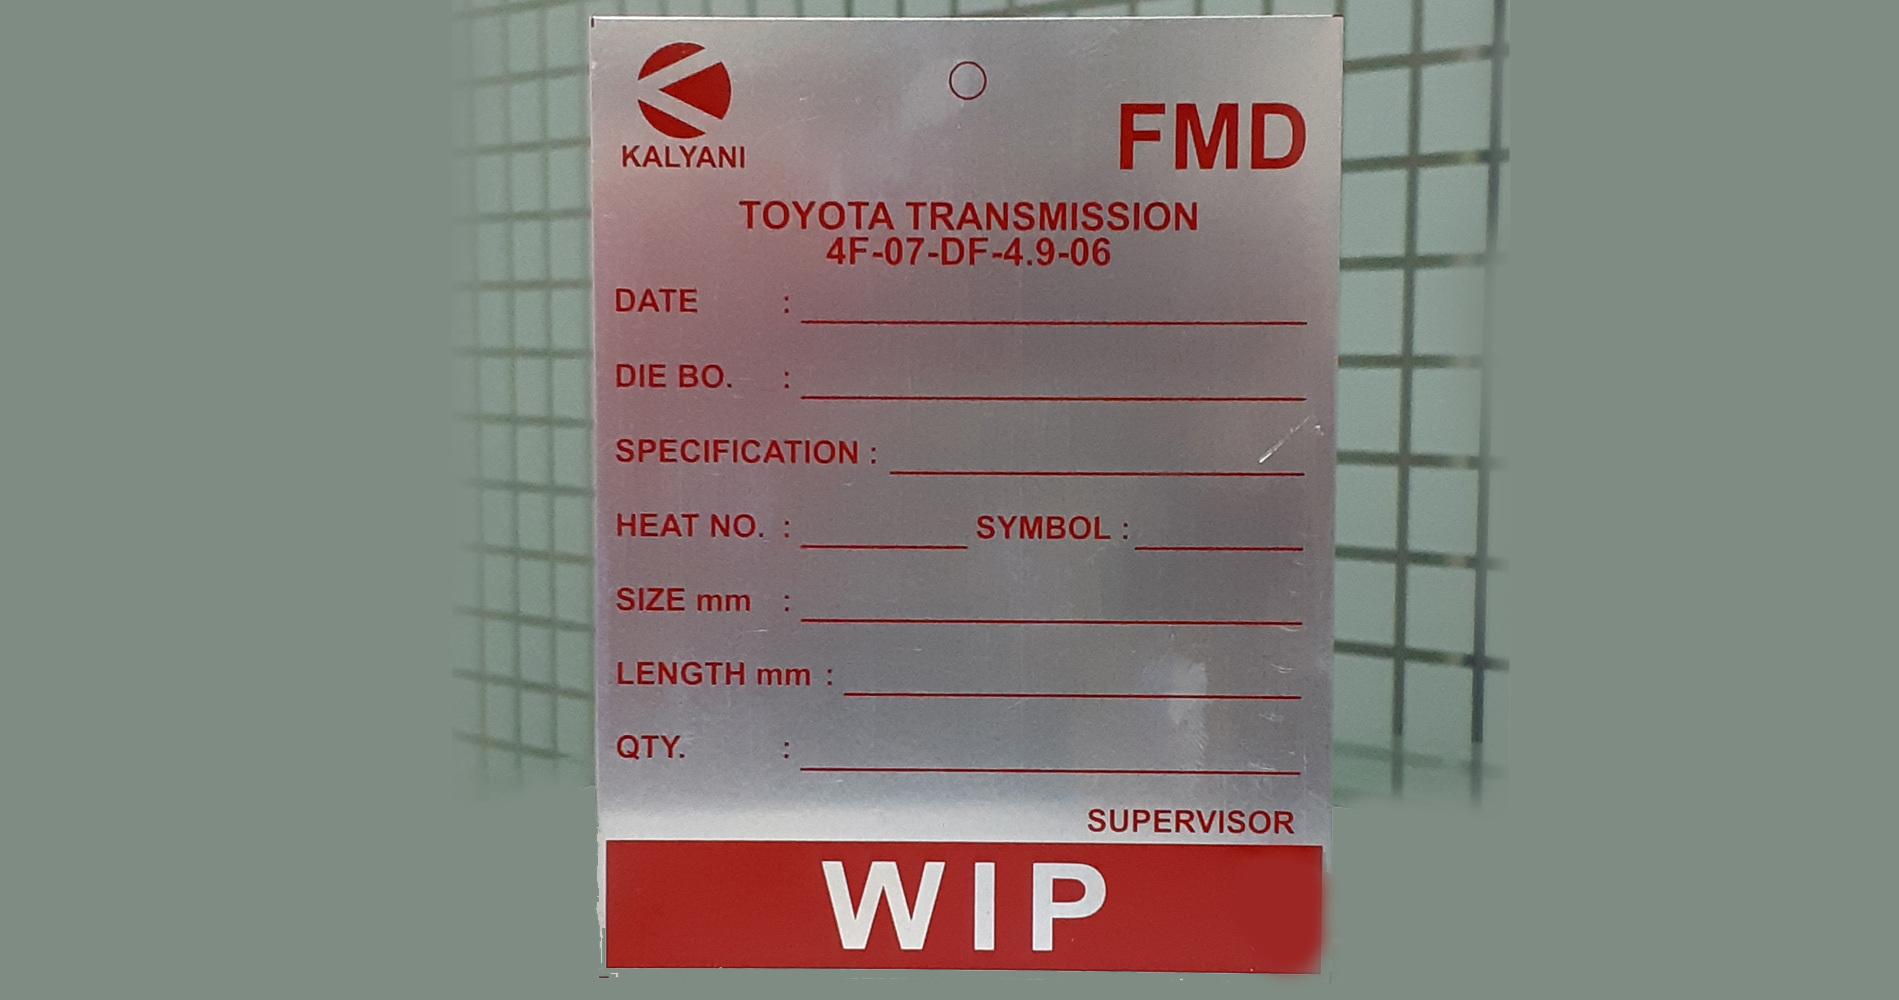 KALYANI
FMD
TOYOTA TRANSMISSION
4F-07-DF-4.9-06
DATE :
DIE BO. :
SPECIFICATION :
HEAT NO. : SYMBOL :
SIZE mm :
LENGTH mm :
QTY. :
SUPERVISOR
WIP